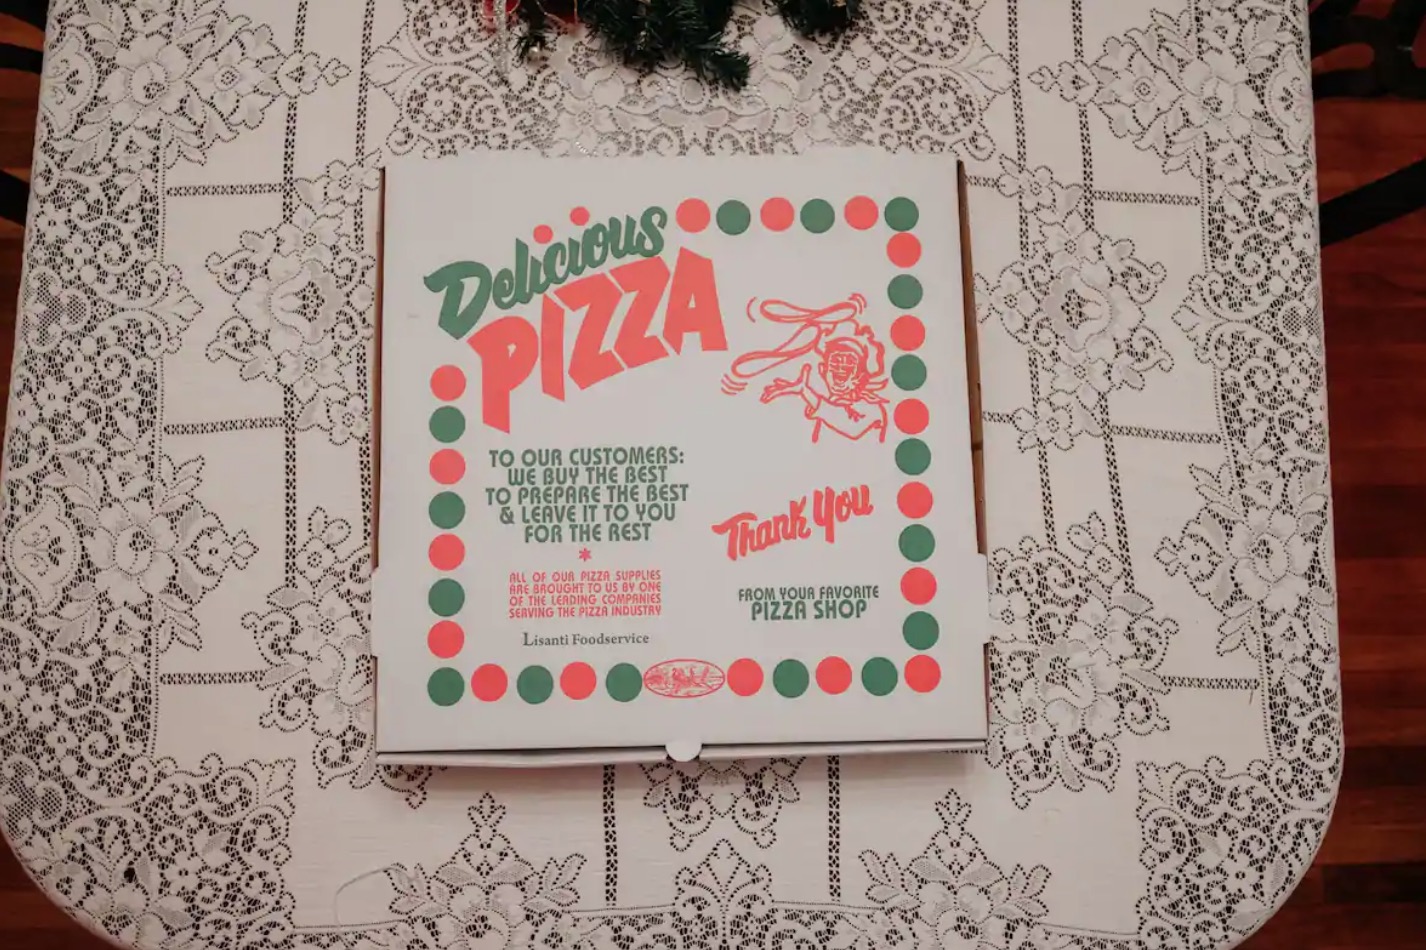 Delicious
PIZZA
TO OUR CUSTOMERS:
WE BUY THE BEST
TO PREPARE THE BEST
& LEAVE IT TO YOU
FOR THE REST
*
ALL OF OUR PIZZA SUPPLIES
ARE BROUGHT TO US BY ONE
OF THE LEADING COMPANIES
SERVING THE PIZZA INDUSTRY
Lisanti Foodservice
Thank You
FROM YOUR FAVORITE
PIZZA SHOP